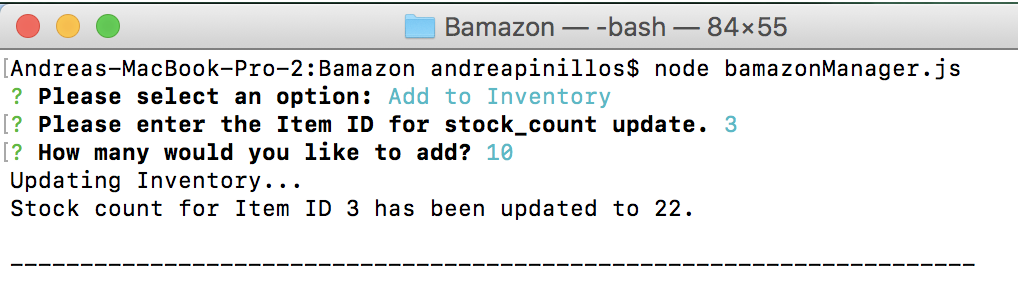 Bamazon — -bash — 84×55
[Andreas-MacBook-Pro-2:Bamazon andreapinillos$ node bamazonManager.js
? Please select an option: Add to Inventory
[? Please enter the Item ID for stock_count update. 3
[? How many would you like to add? 10
Updating Inventory...
Stock count for Item ID 3 has been updated to 22.
_____________________________________________________________________